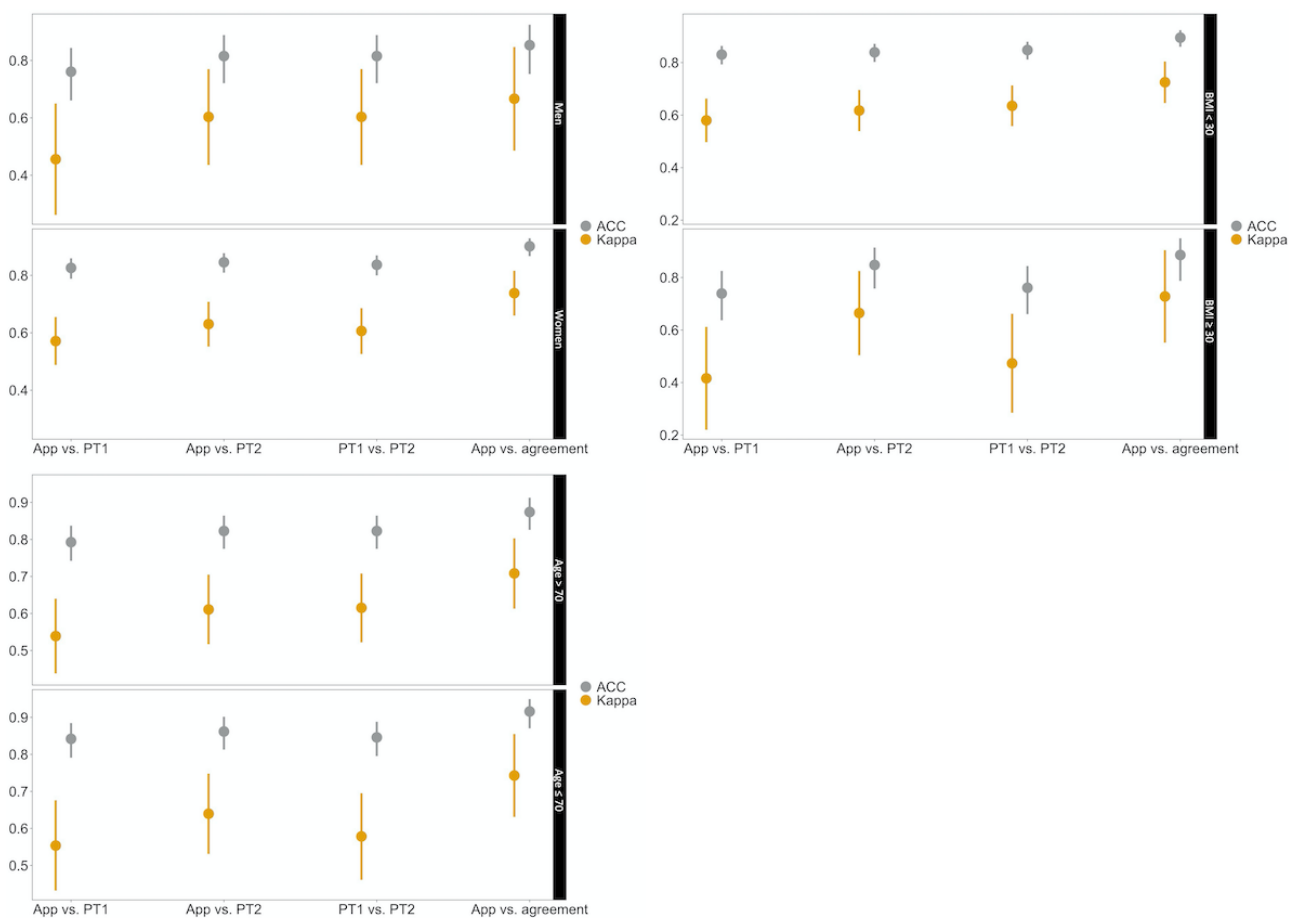 0.8
0.6
0.4
Men
0.8
0.6
0.4
Women
ACC
Kappa
App vs. PT1
App vs. PT2
PT1 vs. PT2
App vs. agreement
0.8
0.6
0.4
0.2
BMI < 30
0.8
0.6
0.4
0.2
BMI ≥ 30
ACC
Kappa
App vs. PT1
App vs. PT2
PT1 vs. PT2
App vs. agreement
0.9
0.8
0.7
0.6
0.5
Age > 70
0.9
0.8
0.7
0.6
0.5
Age ≤ 70
ACC
Kappa
App vs. PT1
App vs. PT2
PT1 vs. PT2
App vs. agreement